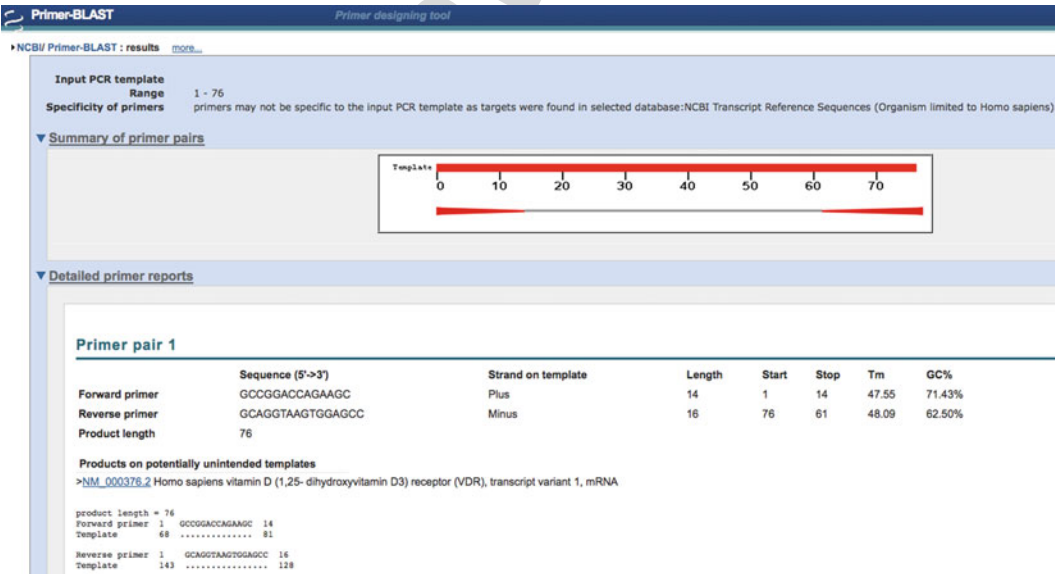 Primer-BLAST Primer designing tool
NCBI/ Primer-BLAST : results more...
Input PCR template
Range 1 - 76
Specificity of primers primers may not be specific to the input PCR template as targets were found in selected database:NCBI Transcript Reference Sequences (Organism limited to Homo sapiens)
Summary of primer pairs
Template
0 10 20 30 40 50 60 70
Detailed primer reports
Primer pair 1
Sequence (5'->3') Strand on template Length Start Stop Tm GC%
Forward primer GCCGGACCAGAAGC Plus 14 1 14 47.55 71.43%
Reverse primer GCAGGTAAGTGGAGCC Minus 16 76 61 48.09 62.50%
Product length 76
Products on potentially unintended templates
>NM_000376.2 Homo sapiens vitamin D (1,25- dihydroxyvitamin D3) receptor (VDR), transcript variant 1, mRNA
product length = 76
Forward primer 1 GCCGGACCAGAAGC 14
Template 68 .............. 81
Reverse primer 1 GCAGGTAAGTGGAGCC 16
Template 143 ................ 128